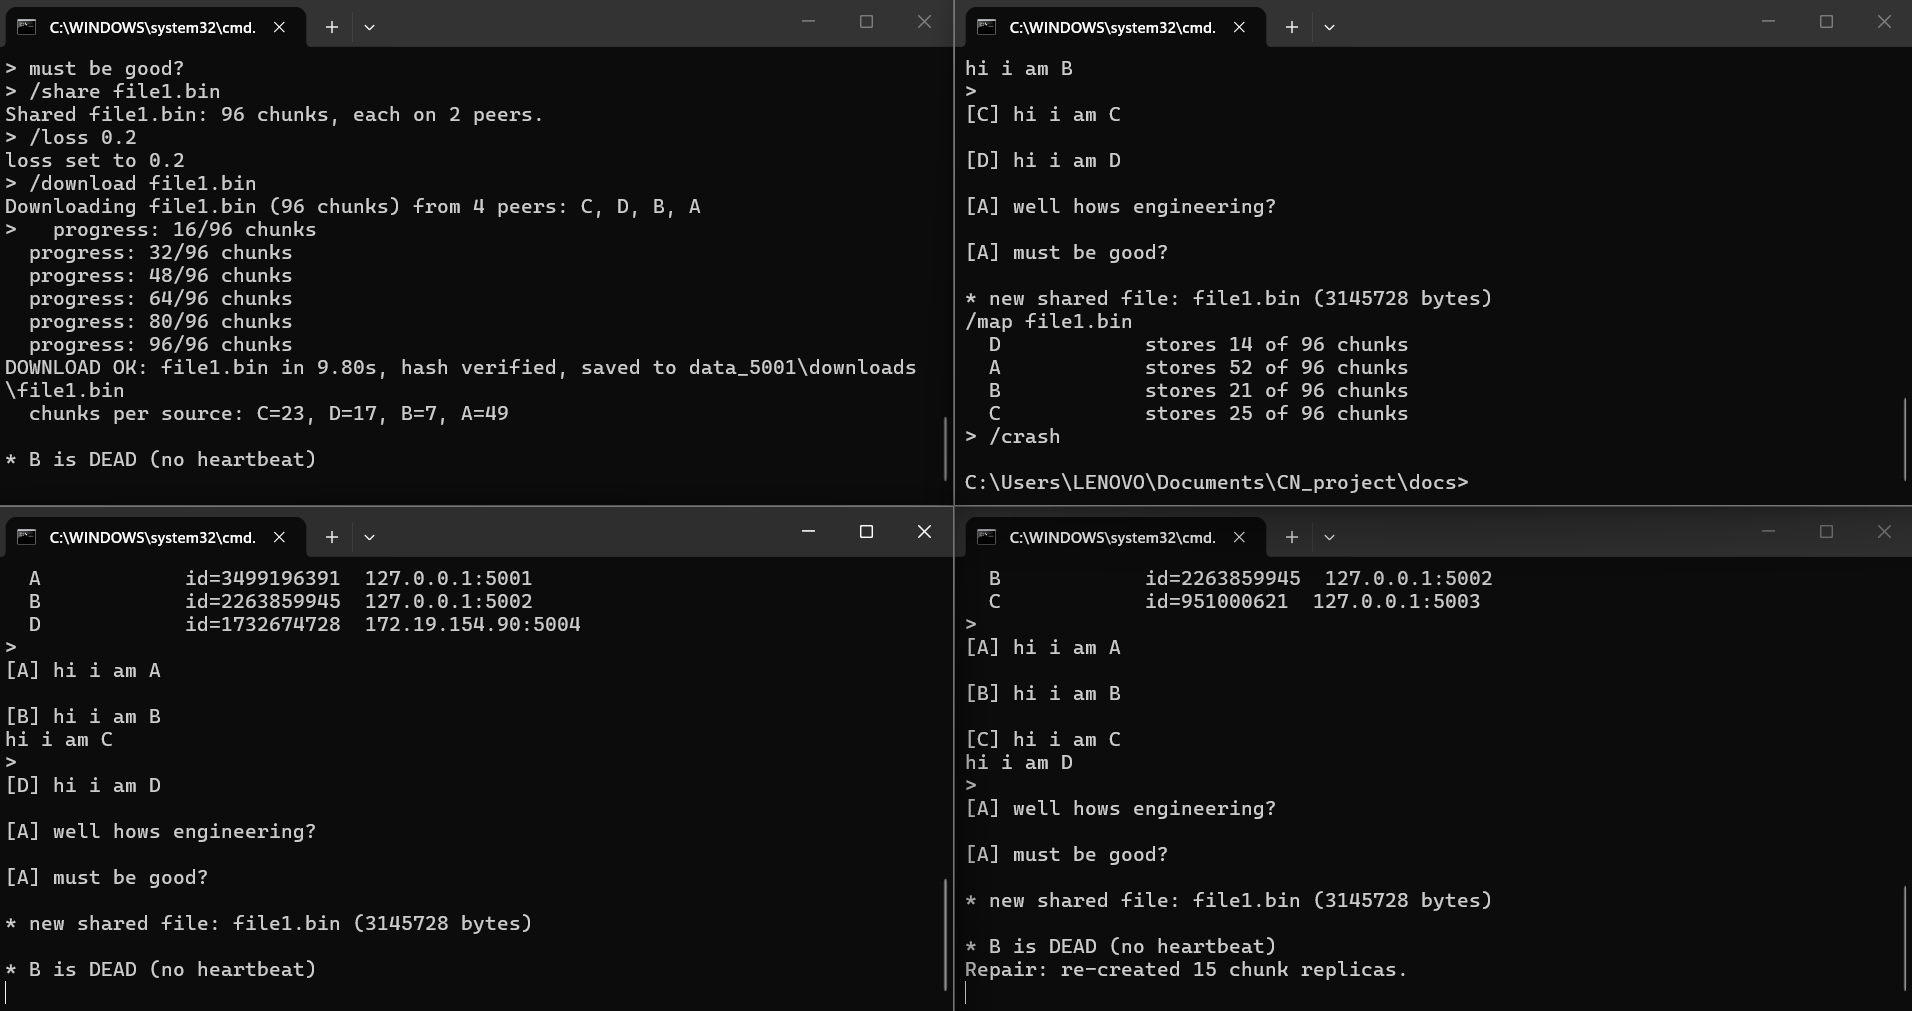 C:\WINDOWS\system32\cmd.
> must be good?
> /share file1.bin
Shared file1.bin: 96 chunks, each on 2 peers.
> /loss 0.2
loss set to 0.2
> /download file1.bin
Downloading file1.bin (96 chunks) from 4 peers: C, D, B, A
>   progress: 16/96 chunks
  progress: 32/96 chunks
  progress: 48/96 chunks
  progress: 64/96 chunks
  progress: 80/96 chunks
  progress: 96/96 chunks
DOWNLOAD OK: file1.bin in 9.80s, hash verified, saved to data_5001\downloads
\file1.bin
  chunks per source: C=23, D=17, B=7, A=49
* B is DEAD (no heartbeat)
C:\WINDOWS\system32\cmd.
hi i am B
>
[C] hi i am C
[D] hi i am D
[A] well hows engineering?
[A] must be good?
* new shared file: file1.bin (3145728 bytes)
/map file1.bin
  D            stores 14 of 96 chunks
  A            stores 52 of 96 chunks
  B            stores 21 of 96 chunks
  C            stores 25 of 96 chunks
> /crash
C:\Users\LENOVO\Documents\CN_project\docs>
C:\WINDOWS\system32\cmd.
  A            id=3499196391  127.0.0.1:5001
  B            id=2263859945  127.0.0.1:5002
  D            id=1732674728  172.19.154.90:5004
>
[A] hi i am A
[B] hi i am B
hi i am C
>
[D] hi i am D
[A] well hows engineering?
[A] must be good?
* new shared file: file1.bin (3145728 bytes)
* B is DEAD (no heartbeat)
C:\WINDOWS\system32\cmd.
  B            id=2263859945  127.0.0.1:5002
  C            id=951000621  127.0.0.1:5003
>
[A] hi i am A
[B] hi i am B
[C] hi i am C
hi i am D
>
[A] well hows engineering?
[A] must be good?
* new shared file: file1.bin (3145728 bytes)
* B is DEAD (no heartbeat)
Repair: re-created 15 chunk replicas.